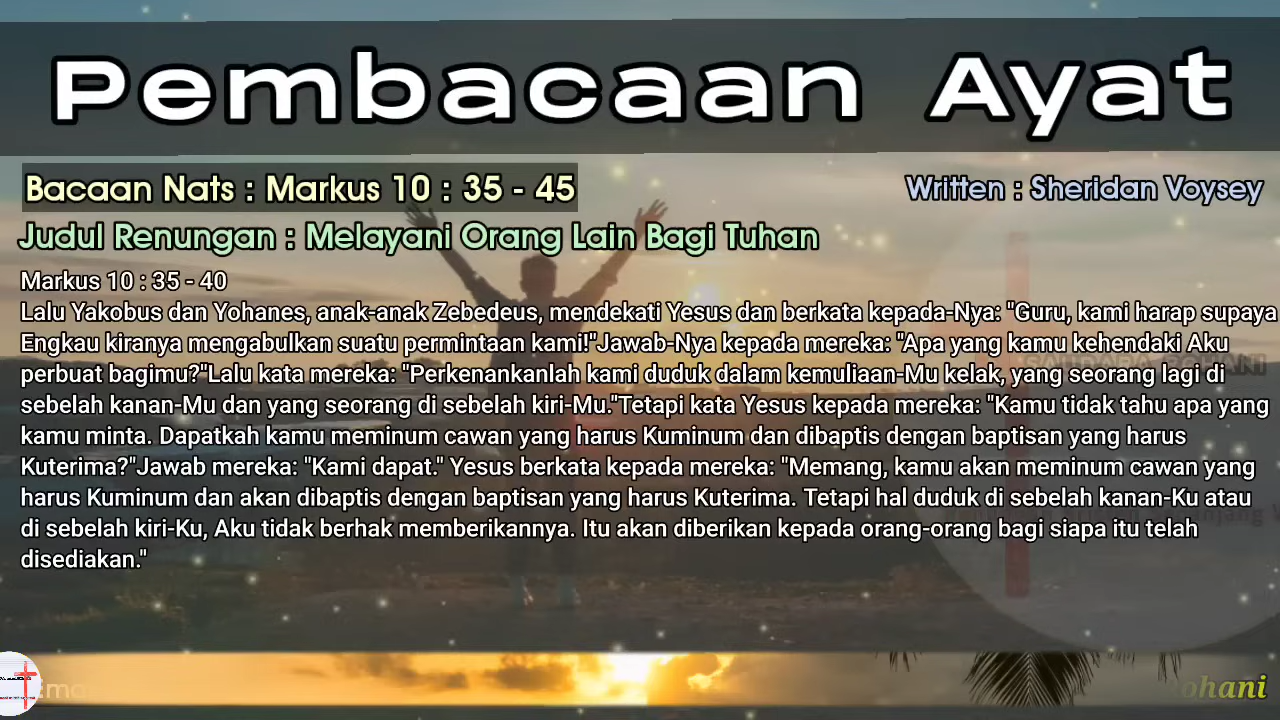 Pembacaan Ayat
Bacaan Nats : Markus 10 : 35 - 45
Written : Sheridan Voysey
Judul Renungan : Melayani Orang Lain Bagi Tuhan
Markus 10 : 35 - 40
Lalu Yakobus dan Yohanes, anak-anak Zebedeus, mendekati Yesus dan berkata kepada-Nya: "Guru, kami harap supaya
Engkau kiranya mengabulkan suatu permintaan kami!"Jawab-Nya kepada mereka: "Apa yang kamu kehendaki Aku
perbuat bagimu?"Lalu kata mereka: "Perkenankanlah kami duduk dalam kemuliaan-Mu kelak, yang seorang lagi di
sebelah kanan-Mu dan yang seorang di sebelah kiri-Mu."Tetapi kata Yesus kepada mereka: "Kamu tidak tahu apa yang
kamu minta. Dapatkah kamu meminum cawan yang harus Kuminum dan dibaptis dengan baptisan yang harus
Kuterima?"Jawab mereka: "Kami dapat." Yesus berkata kepada mereka: "Memang, kamu akan meminum cawan yang
harus Kuminum dan akan dibaptis dengan baptisan yang harus Kuterima. Tetapi hal duduk di sebelah kanan-Ku atau
di sebelah kiri-Ku, Aku tidak berhak memberikannya. Itu akan diberikan kepada orang-orang bagi siapa itu telah
disediakan."